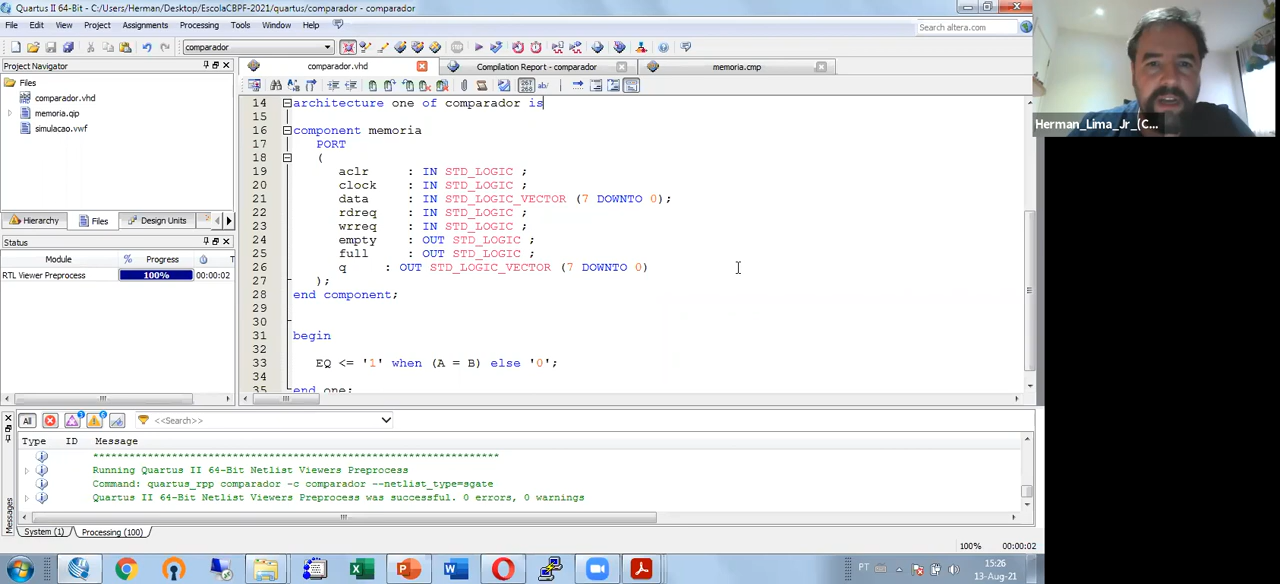 Quartus II 64-Bit - C:/Users/Herman/Desktop/EscolaCBPF-2021/quartus/comparador - comparador
File Edit View Project Assignments Processing Tools Window Help
Search altera.com
comparador
Project Navigator
Files
comparador.vhd
memoria.qip
simulacao.vwf
Hierarchy Files Design Units
Status
Module % Progress
RTL Viewer Preprocess 100% 00:00:02
comparador.vhd Compilation Report - comparador memoria.cmp
14 architecture one of comparador is
15
16 component memoria
17 PORT
18 (
19 aclr : IN STD_LOGIC ;
20 clock : IN STD_LOGIC ;
21 data : IN STD_LOGIC_VECTOR (7 DOWNTO 0);
22 rdreq : IN STD_LOGIC ;
23 wrreq : IN STD_LOGIC ;
24 empty : OUT STD_LOGIC ;
25 full : OUT STD_LOGIC ;
26 q : OUT STD_LOGIC_VECTOR (7 DOWNTO 0)
27 );
28 end component;
29
30
31 begin
32
33 EQ <= '1' when (A = B) else '0';
34
35 end one;
Herman_Lima_Jr_(C...
All <<Search>>
Type ID Message
Running Quartus II 64-Bit Netlist Viewers Preprocess
Command: quartus_rpp comparador -c comparador --netlist_type=sgate
Quartus II 64-Bit Netlist Viewers Preprocess was successful. 0 errors, 0 warnings
Messages
System (1) Processing (100)
100% 00:00:02
PT
15:26
13-Aug-21